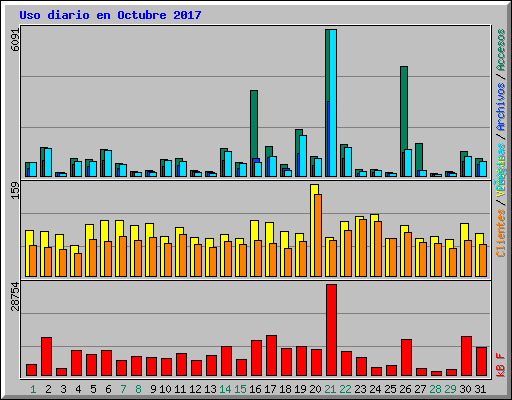 Uso diario en Octubre 2017
6091
189
28754
Archivos / Accesos
Clientes /
kB F
1 2 3 4 5 6 7 8 9 10 11 12 13 14 15 16 17 18 19 20 21 22 23 24 25 26 27 28 29 30 31